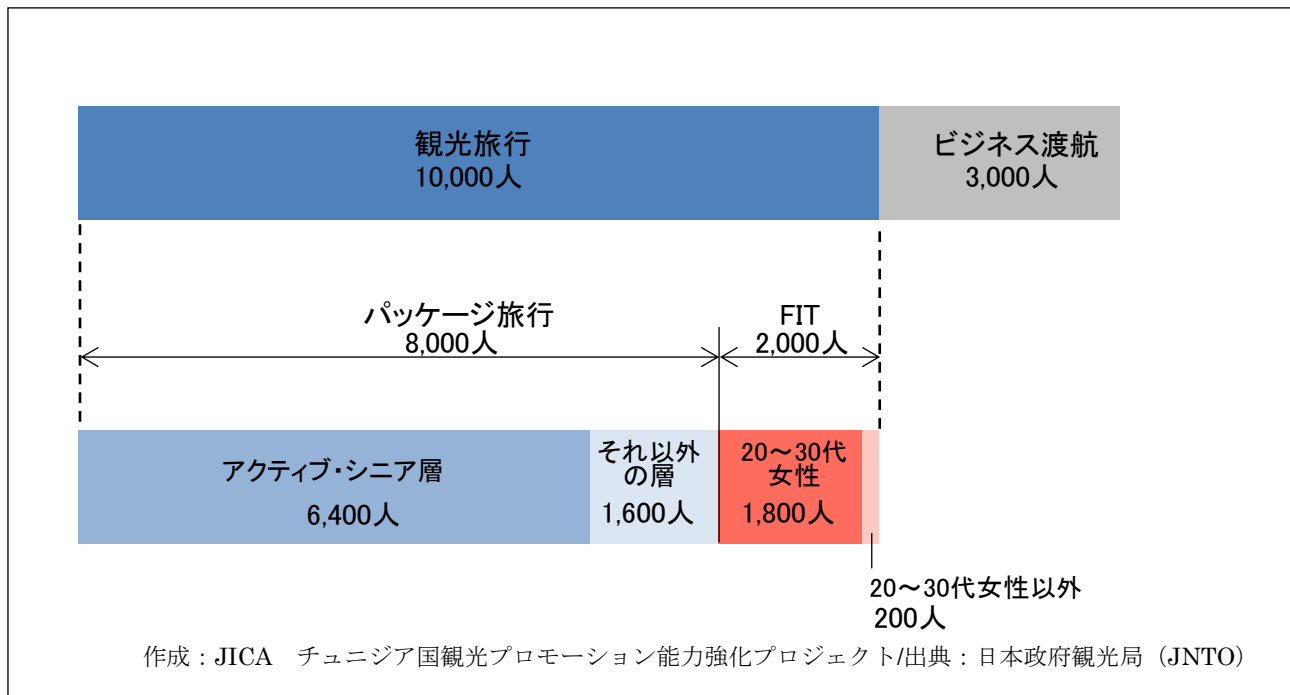 観光旅行
10,000人
ビジネス渡航
3,000人
パッケージ旅行
8,000人
FIT
2,000人
アクティブ・シニア層
6,400人
それ以外
の層
1,600人
20～30代
女性
1,800人
20～30代女性以外
200人
作成：JICA　チュニジア国観光プロモーション能力強化プロジェクト/出典：日本政府観光局（JNTO）